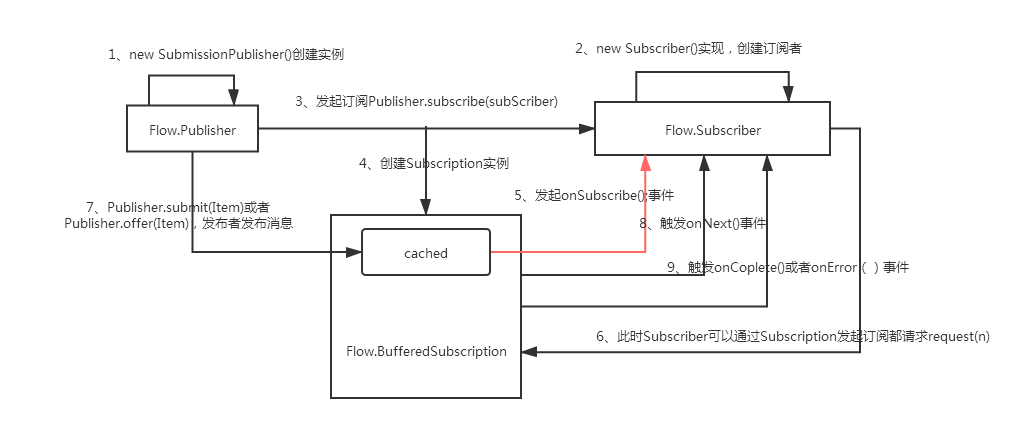 1、new SubmissionPublisher()创建实例
2、new Subscriber()实现，创建订阅者
3、发起订阅Publisher.subscribe(subScriber)
Flow.Publisher
Flow.Subscriber
4、创建Subscription实例
5、发起onSubscribe();事件
7、Publisher.submit(Item)或者
Publisher.offer(Item)，发布者发布消息
8、触发onNext()事件
cached
9、触发onCoplete()或者onError（ ）事件
6、此时Subscriber可以通过Subscription发起订阅都请求request(n)
Flow.BufferedSubscription